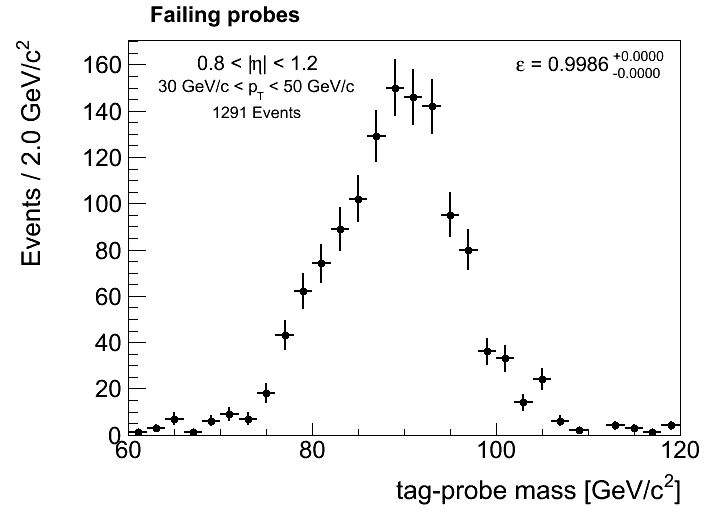 Failing probes
0.8 < |η| < 1.2
30 GeV/c < p_T < 50 GeV/c
1291 Events
ε = 0.9986 +0.0000 -0.0000
Events / 2.0 GeV/c²
160
140
120
100
80
60
40
20
0
60 80 100 120
tag-probe mass [GeV/c²]